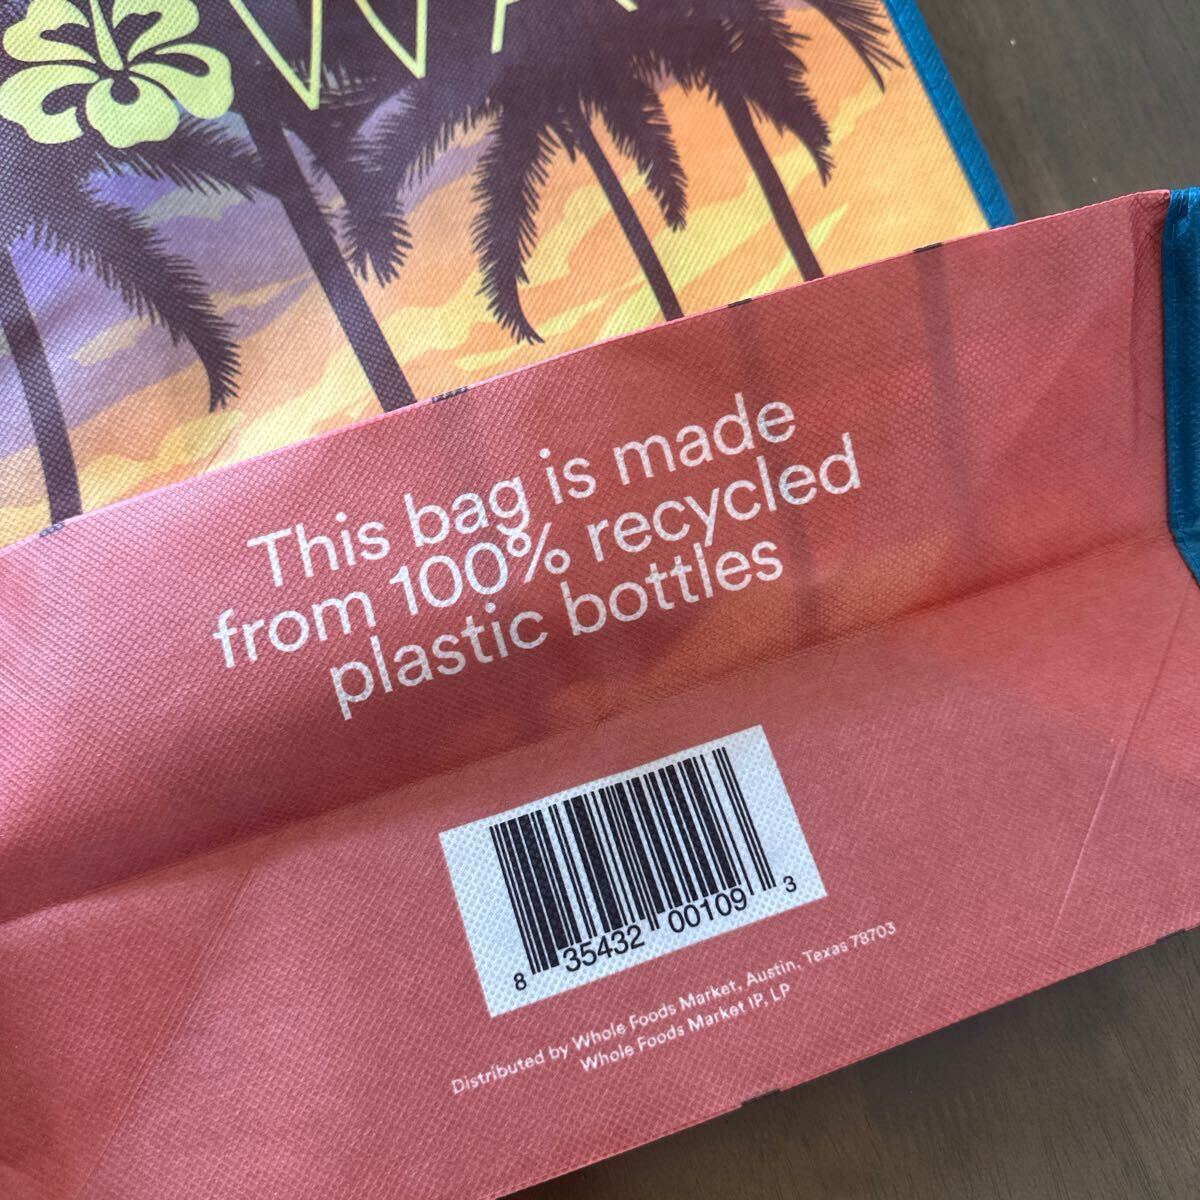 WA
This bag is made
from 100% recycled
plastic bottles
8 35432 00109 3
Distributed by Whole Foods Market, Austin, Texas 78703
Whole Foods Market IP, LP